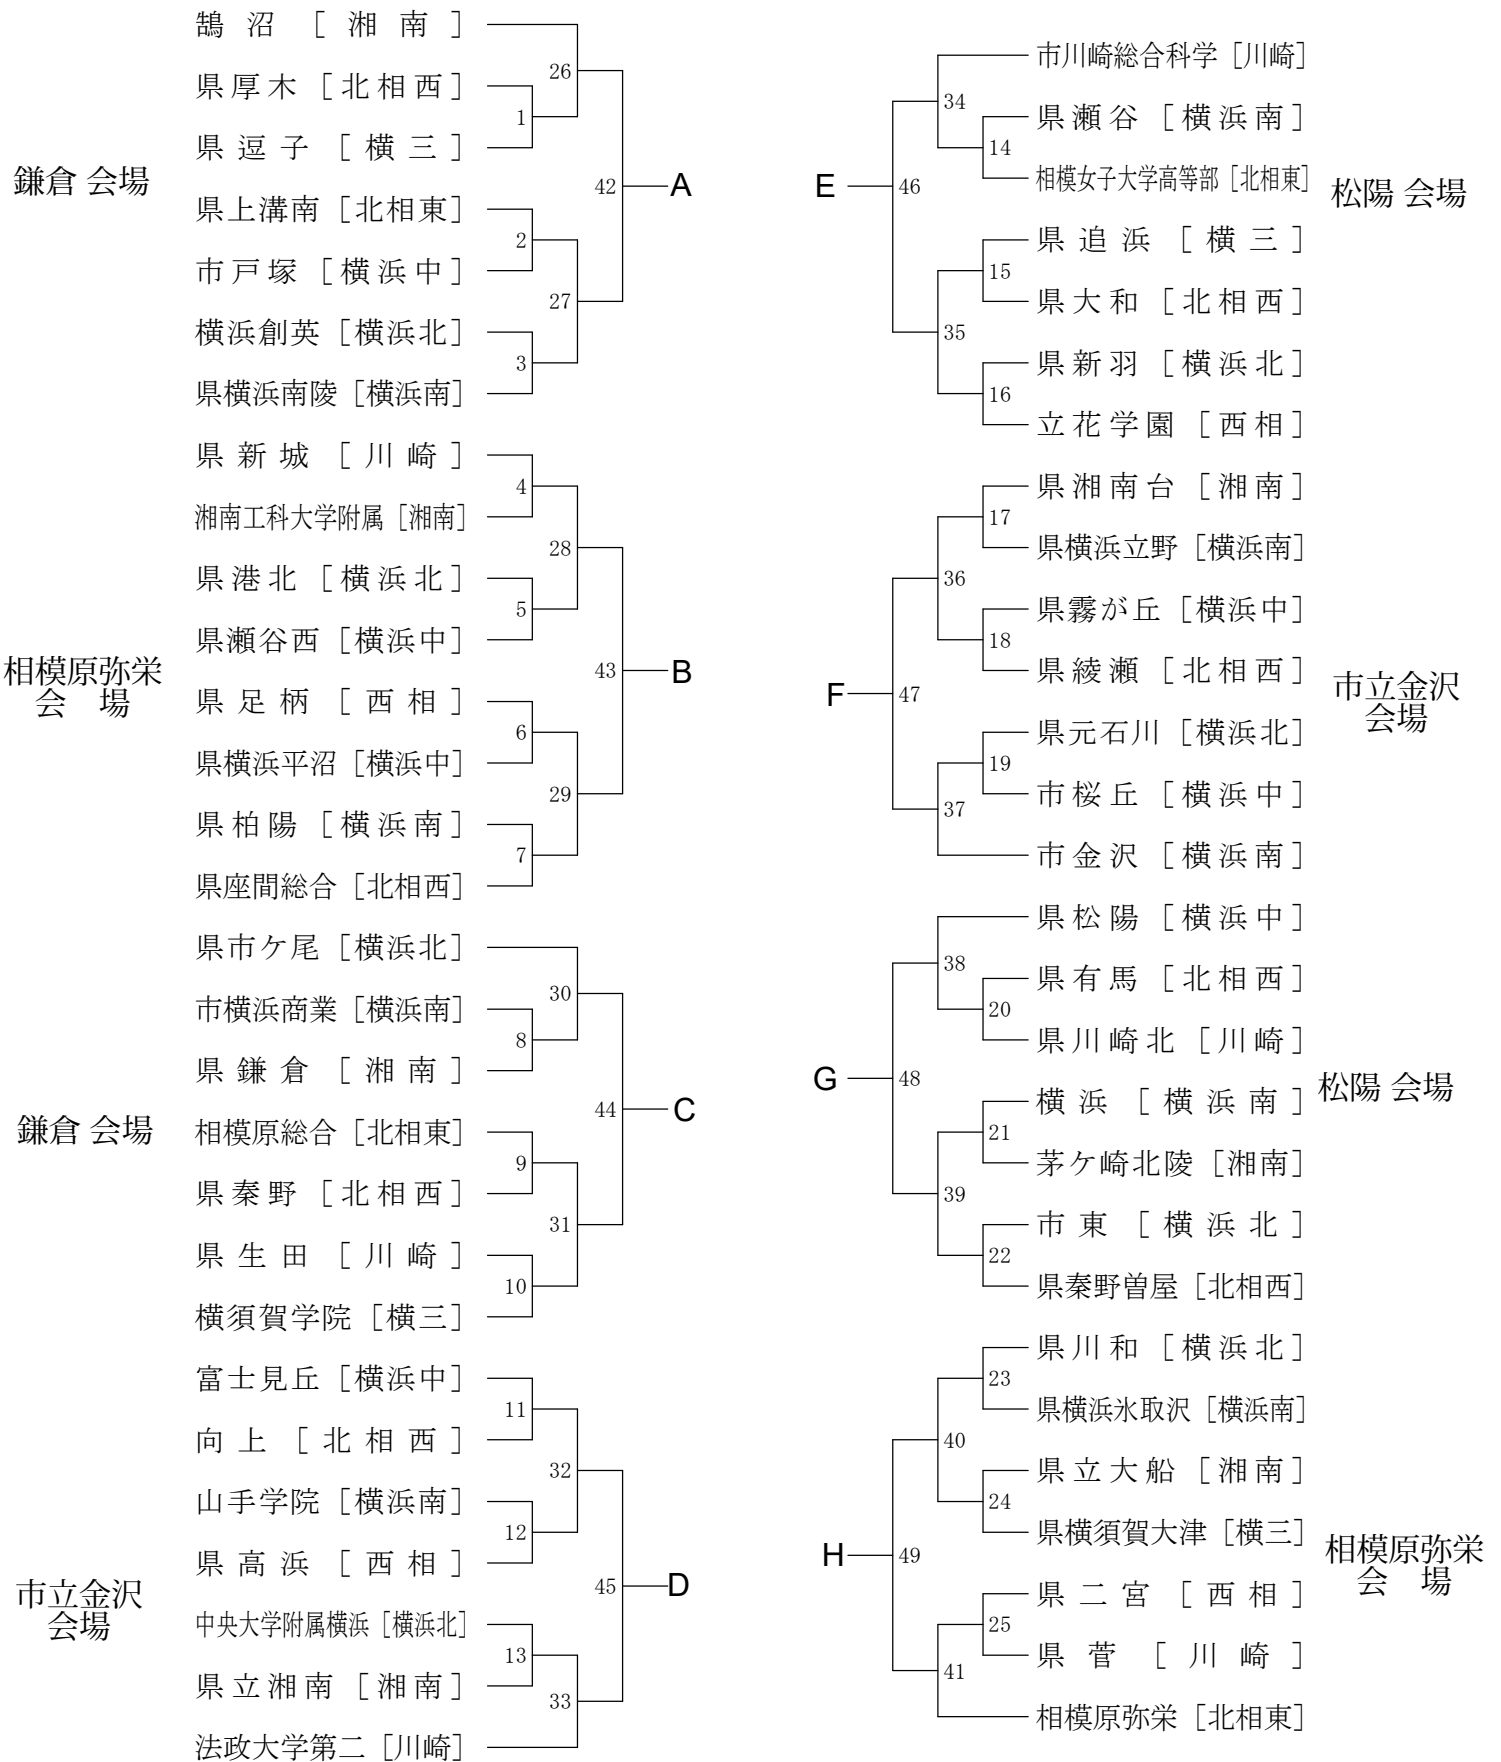 鎌倉 会場
鵠沼 ［湘南］
県厚木 ［北相西］
県逗子 ［横三］
県上溝南 ［北相東］
市戸塚 ［横浜中］
横浜創英 ［横浜北］
県横浜南陵 ［横浜南］
26
1
2
27
3
42
A
相模原弥栄
会 場
県新城 ［川崎］
湘南工科大学附属 ［湘南］
県港北 ［横浜北］
県瀬谷西 ［横浜中］
県足柄 ［西相］
県横浜平沼 ［横浜中］
県柏陽 ［横浜南］
県座間総合 ［北相西］
4
28
5
6
29
7
43
B
鎌倉 会場
県市ケ尾 ［横浜北］
市横浜商業 ［横浜南］
県鎌倉 ［湘南］
相模原総合 ［北相東］
県秦野 ［北相西］
県生田 ［川崎］
横須賀学院 ［横三］
30
8
9
31
10
44
C
市立金沢
会場
富士見丘 ［横浜中］
向上 ［北相西］
山手学院 ［横浜南］
県高浜 ［西相］
中央大学附属横浜 ［横浜北］
県立湘南 ［湘南］
法政大学第二 ［川崎］
11
32
12
13
33
45
D
E
46
34
14
15
35
16
市川崎総合科学 ［川崎］
県瀬谷 ［横浜南］
相模女子大学高等部 ［北相東］
県追浜 ［横三］
県大和 ［北相西］
県新羽 ［横浜北］
立花学園 ［西相］
松陽 会場
F
47
17
36
18
19
37
県湘南台 ［湘南］
県横浜立野 ［横浜南］
県霧が丘 ［横浜中］
県綾瀬 ［北相西］
県元石川 ［横浜北］
市桜丘 ［横浜中］
市金沢 ［横浜南］
市立金沢
会場
G
48
38
20
21
39
22
県松陽 ［横浜中］
県有馬 ［北相西］
県川崎北 ［川崎］
横浜 ［横浜南］
茅ケ崎北陵 ［湘南］
市東 ［横浜北］
県秦野曽屋 ［北相西］
松陽 会場
H
49
23
40
24
25
41
県川和 ［横浜北］
県横浜氷取沢 ［横浜南］
県立大船 ［湘南］
県横須賀大津 ［横三］
県二宮 ［西相］
県菅 ［川崎］
相模原弥栄 ［北相東］
相模原弥栄
会 場